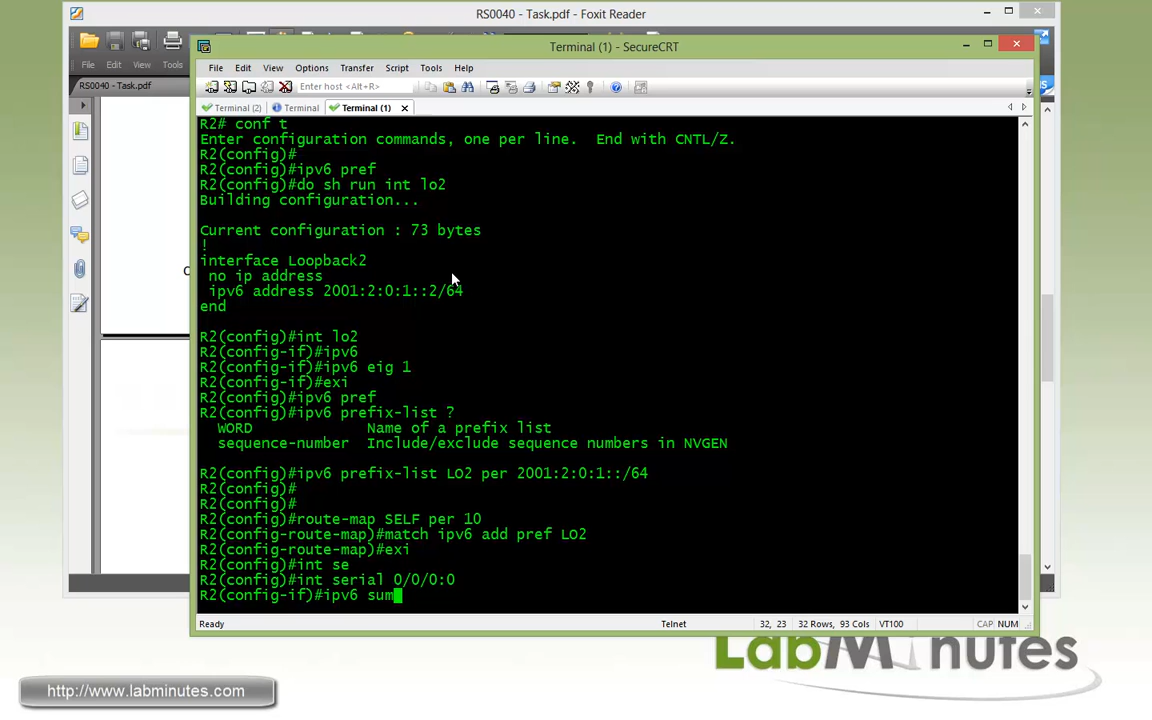 RS0040 - Task.pdf - Foxit Reader
File Edit View Tools
RS0040 - Task.pdf
Terminal (1) - SecureCRT
File Edit View Options Transfer Script Tools Help
Enter host <Alt+R>
Terminal (2) Terminal Terminal (1)
R2# conf t
Enter configuration commands, one per line. End with CNTL/Z.
R2(config)#
R2(config)#ipv6 pref
R2(config)#do sh run int lo2
Building configuration...
Current configuration : 73 bytes
!
interface Loopback2
no ip address
ipv6 address 2001:2:0:1::2/64
end
R2(config)#int lo2
R2(config-if)#ipv6
R2(config-if)#ipv6 eig 1
R2(config-if)#exi
R2(config)#ipv6 pref
R2(config)#ipv6 prefix-list ?
WORD Name of a prefix list
sequence-number Include/exclude sequence numbers in NVGEN
R2(config)#ipv6 prefix-list LO2 per 2001:2:0:1::/64
R2(config)#
R2(config)#
R2(config)#route-map SELF per 10
R2(config-route-map)#match ipv6 add pref LO2
R2(config-route-map)#exi
R2(config)#int se
R2(config)#int serial 0/0/0:0
R2(config-if)#ipv6 sum
Ready Telnet 32, 23 32 Rows, 93 Cols VT100 CAP NUM
LabMinutes
http://www.labminutes.com